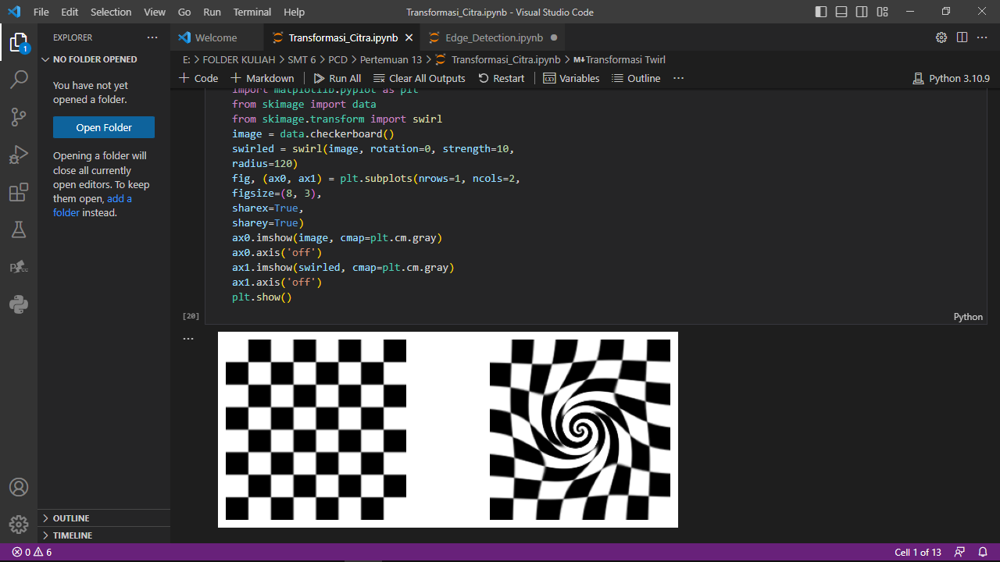 File Edit Selection View Go Run Terminal Help
Transformasi_Citra.ipynb - Visual Studio Code
EXPLORER
Welcome
Transformasi_Citra.ipynb
Edge_Detection.ipynb
1
NO FOLDER OPENED
E: > FOLDER KULIAH > SMT 6 > PCD > Pertemuan 13 > Transformasi_Citra.ipynb > M↓Transformasi Twirl
+ Code + Markdown Run All Clear All Outputs Restart Variables Outline ... Python 3.10.9
You have not yet
opened a folder.
Open Folder
Opening a folder will
close all currently
open editors. To keep
them open, add a
folder instead.
import matplotlib.pyplot as plt
from skimage import data
from skimage.transform import swirl
image = data.checkerboard()
swirled = swirl(image, rotation=0, strength=10,
radius=120)
fig, (ax0, ax1) = plt.subplots(nrows=1, ncols=2,
figsize=(8, 3),
sharex=True,
sharey=True)
ax0.imshow(image, cmap=plt.cm.gray)
ax0.axis('off')
ax1.imshow(swirled, cmap=plt.cm.gray)
ax1.axis('off')
plt.show()
[20]
Python
OUTLINE
TIMELINE
0 6
Cell 1 of 13